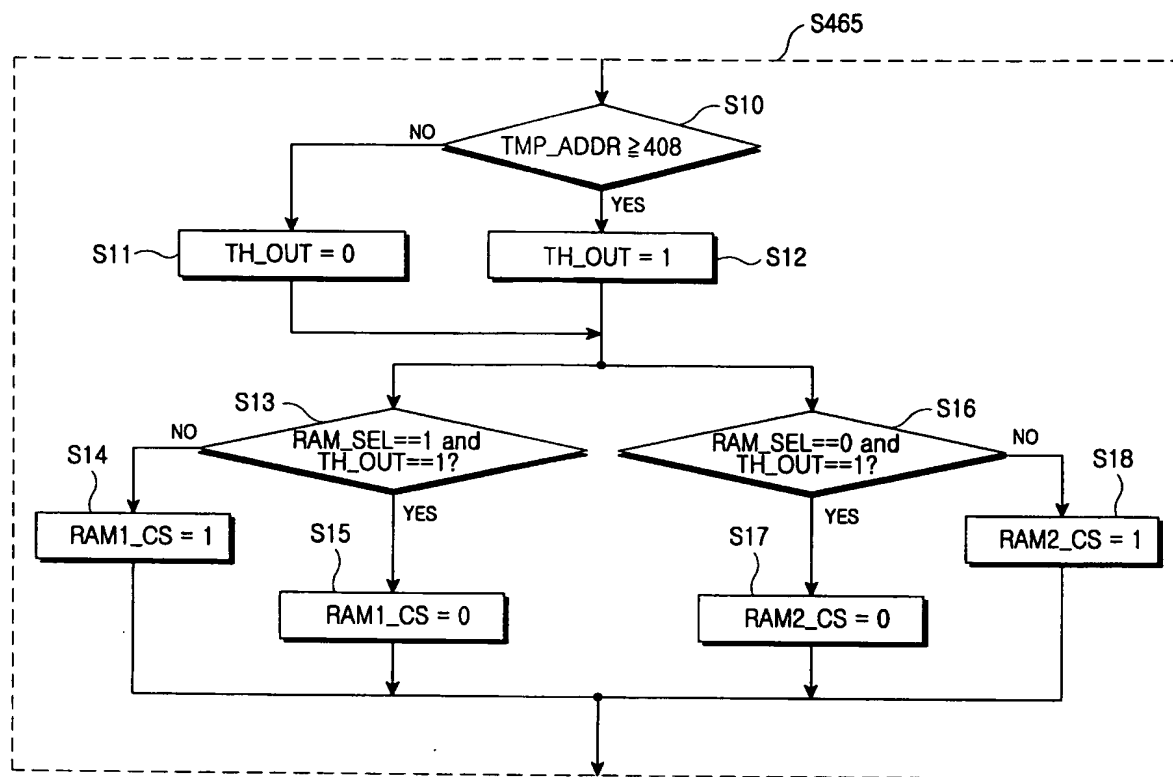 S465
S10
NO
TMP_ADDR ≧ 408
YES
S11
TH_OUT = 0
TH_OUT = 1
S12
S13
S16
NO
RAM_SEL==1 and
TH_OUT==1?
RAM_SEL==0 and
TH_OUT==1?
NO
S14
S18
YES
YES
RAM1_CS = 1
S15
S17
RAM2_CS = 1
RAM1_CS = 0
RAM2_CS = 0